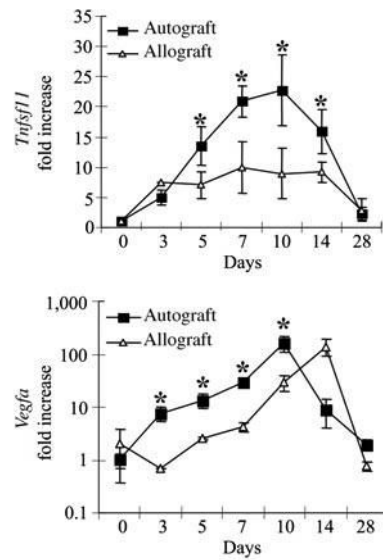 35
30
25
20
15
10
5
0
Tnfsf11
fold increase
Autograft
Allograft
*
*
*
*
0 3 5 7 10 14 28
Days
1,000
100
10
1
0.1
Vegfa
fold increase
Autograft
Allograft
*
*
*
*
0 3 5 7 10 14 28
Days